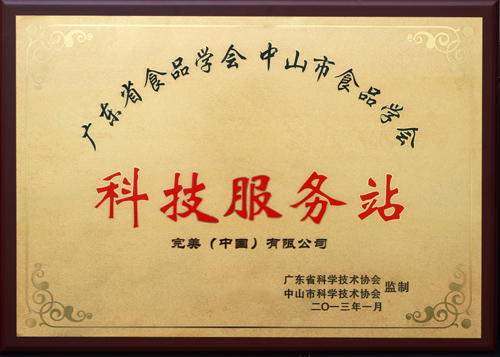 广东省食品学会 中山市食品学会
科技服务站
完美（中国）有限公司
广东省科学技术协会
中山市科学技术协会 监制
二〇一三年一月